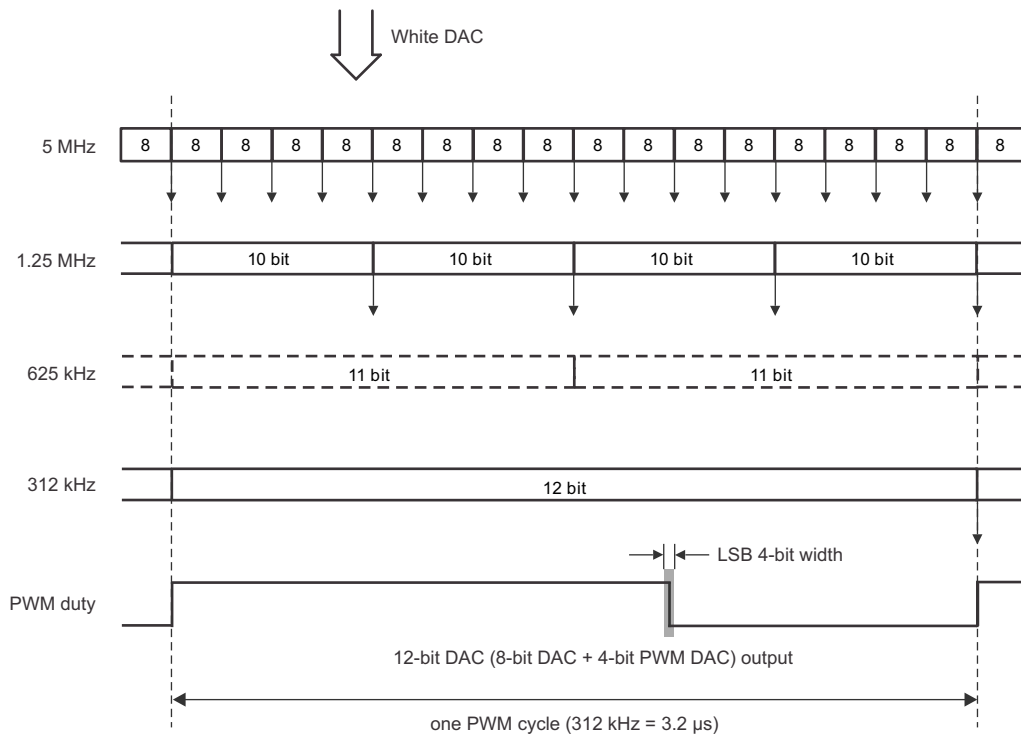 White DAC
5 MHz 8 8 8 8 8 8 8 8 8 8 8 8 8 8 8 8 8 8
1.25 MHz 10 bit 10 bit 10 bit 10 bit
625 kHz 11 bit 11 bit
312 kHz 12 bit
LSB 4-bit width
PWM duty
12-bit DAC (8-bit DAC + 4-bit PWM DAC) output
one PWM cycle (312 kHz = 3.2 µs)